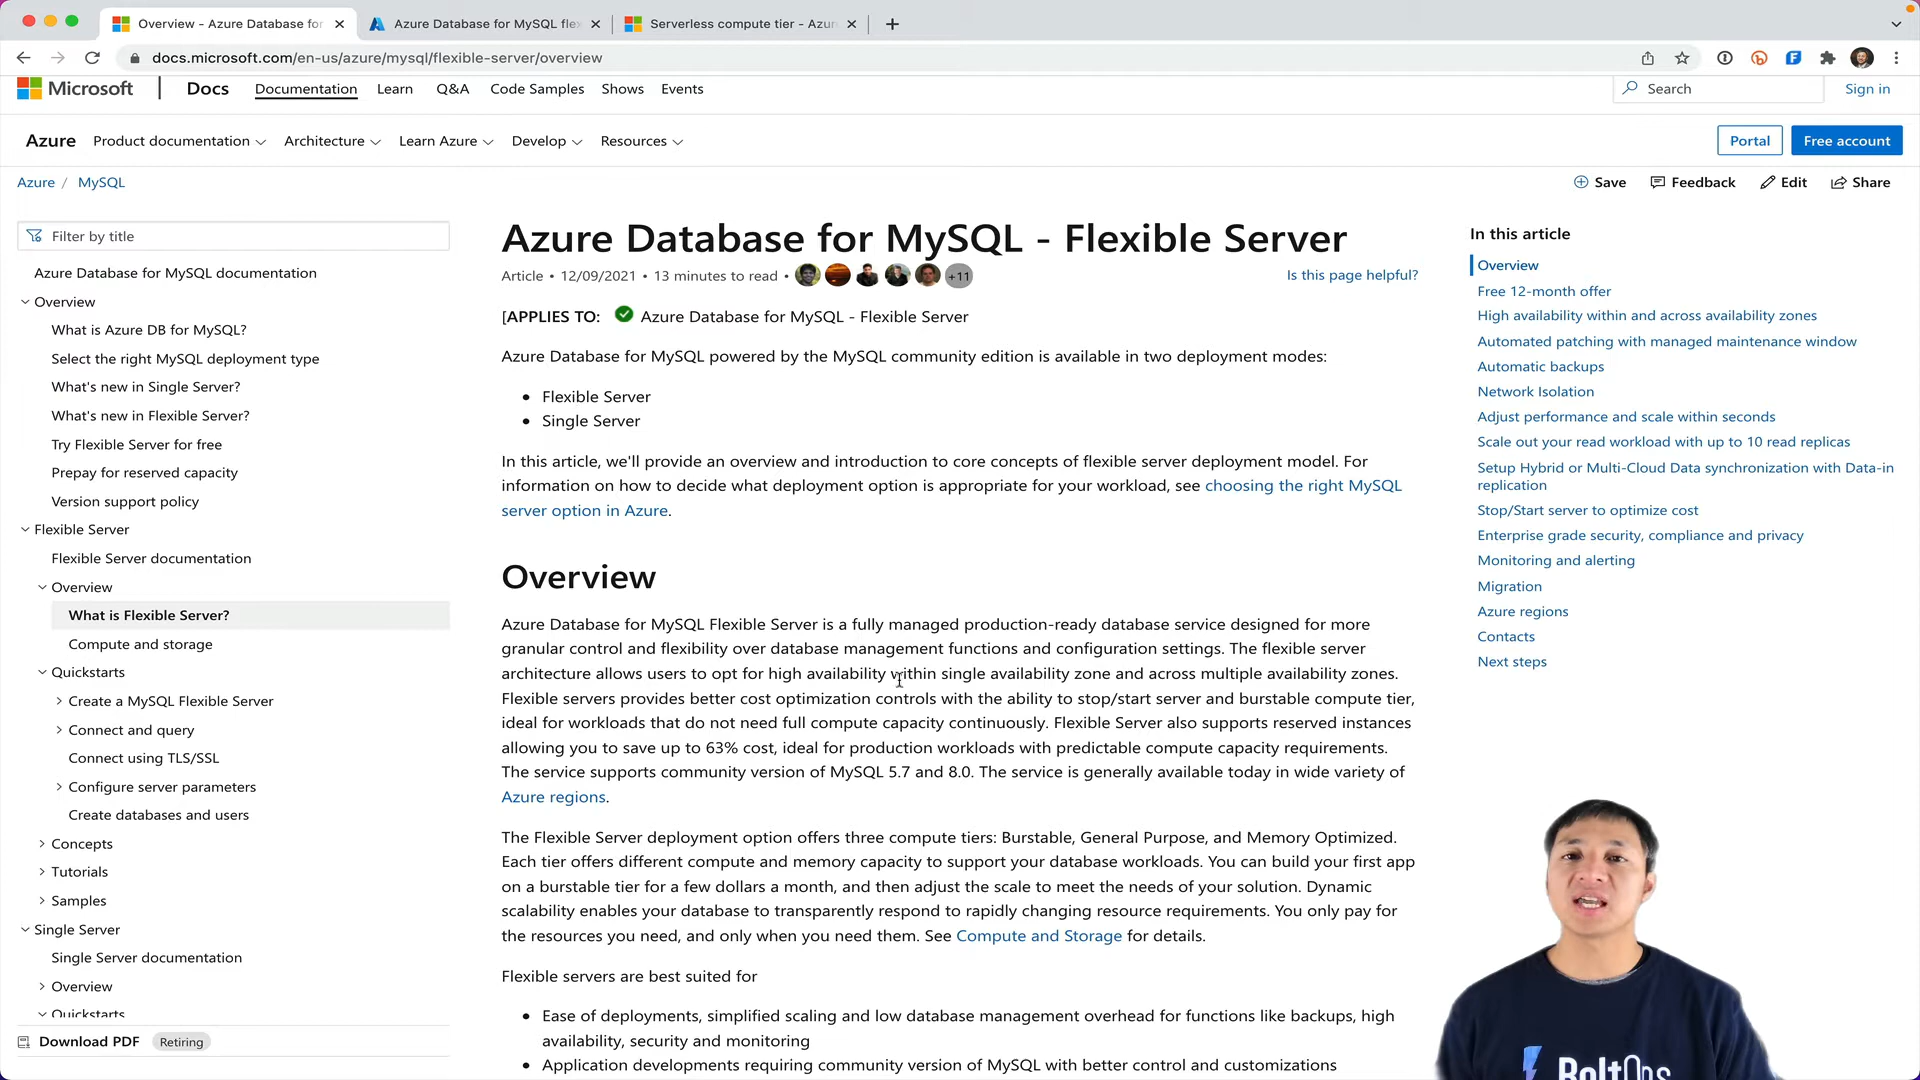 Overview - Azure Database for
Azure Database for MySQL fle
Serverless compute tier - Azur
docs.microsoft.com/en-us/azure/mysql/flexible-server/overview
Microsoft
Docs
Documentation
Learn
Q&A
Code Samples
Shows
Events
Search
Sign in
Azure
Product documentation
Architecture
Learn Azure
Develop
Resources
Portal
Free account
Azure / MySQL
Save
Feedback
Edit
Share
Filter by title
Azure Database for MySQL documentation
Overview
What is Azure DB for MySQL?
Select the right MySQL deployment type
What's new in Single Server?
What's new in Flexible Server?
Try Flexible Server for free
Prepay for reserved capacity
Version support policy
Flexible Server
Flexible Server documentation
Overview
What is Flexible Server?
Compute and storage
Quickstarts
Create a MySQL Flexible Server
Connect and query
Connect using TLS/SSL
Configure server parameters
Create databases and users
Concepts
Tutorials
Samples
Single Server
Single Server documentation
Overview
Quickstarts
Download PDF
Retiring
Azure Database for MySQL - Flexible Server
Article • 12/09/2021 • 13 minutes to read • +11
Is this page helpful?
[APPLIES TO: Azure Database for MySQL - Flexible Server
Azure Database for MySQL powered by the MySQL community edition is available in two deployment modes:
• Flexible Server
• Single Server
In this article, we'll provide an overview and introduction to core concepts of flexible server deployment model. For
information on how to decide what deployment option is appropriate for your workload, see choosing the right MySQL
server option in Azure.
Overview
Azure Database for MySQL Flexible Server is a fully managed production-ready database service designed for more
granular control and flexibility over database management functions and configuration settings. The flexible server
architecture allows users to opt for high availability within single availability zone and across multiple availability zones.
Flexible servers provides better cost optimization controls with the ability to stop/start server and burstable compute tier,
ideal for workloads that do not need full compute capacity continuously. Flexible Server also supports reserved instances
allowing you to save up to 63% cost, ideal for production workloads with predictable compute capacity requirements.
The service supports community version of MySQL 5.7 and 8.0. The service is generally available today in wide variety of
Azure regions.
The Flexible Server deployment option offers three compute tiers: Burstable, General Purpose, and Memory Optimized.
Each tier offers different compute and memory capacity to support your database workloads. You can build your first app
on a burstable tier for a few dollars a month, and then adjust the scale to meet the needs of your solution. Dynamic
scalability enables your database to transparently respond to rapidly changing resource requirements. You only pay for
the resources you need, and only when you need them. See Compute and Storage for details.
Flexible servers are best suited for
• Ease of deployments, simplified scaling and low database management overhead for functions like backups, high
availability, security and monitoring
• Application developments requiring community version of MySQL with better control and customizations
In this article
Overview
Free 12-month offer
High availability within and across availability zones
Automated patching with managed maintenance window
Automatic backups
Network Isolation
Adjust performance and scale within seconds
Scale out your read workload with up to 10 read replicas
Setup Hybrid or Multi-Cloud Data synchronization with Data-in
replication
Stop/Start server to optimize cost
Enterprise grade security, compliance and privacy
Monitoring and alerting
Migration
Azure regions
Contacts
Next steps
BoltOps